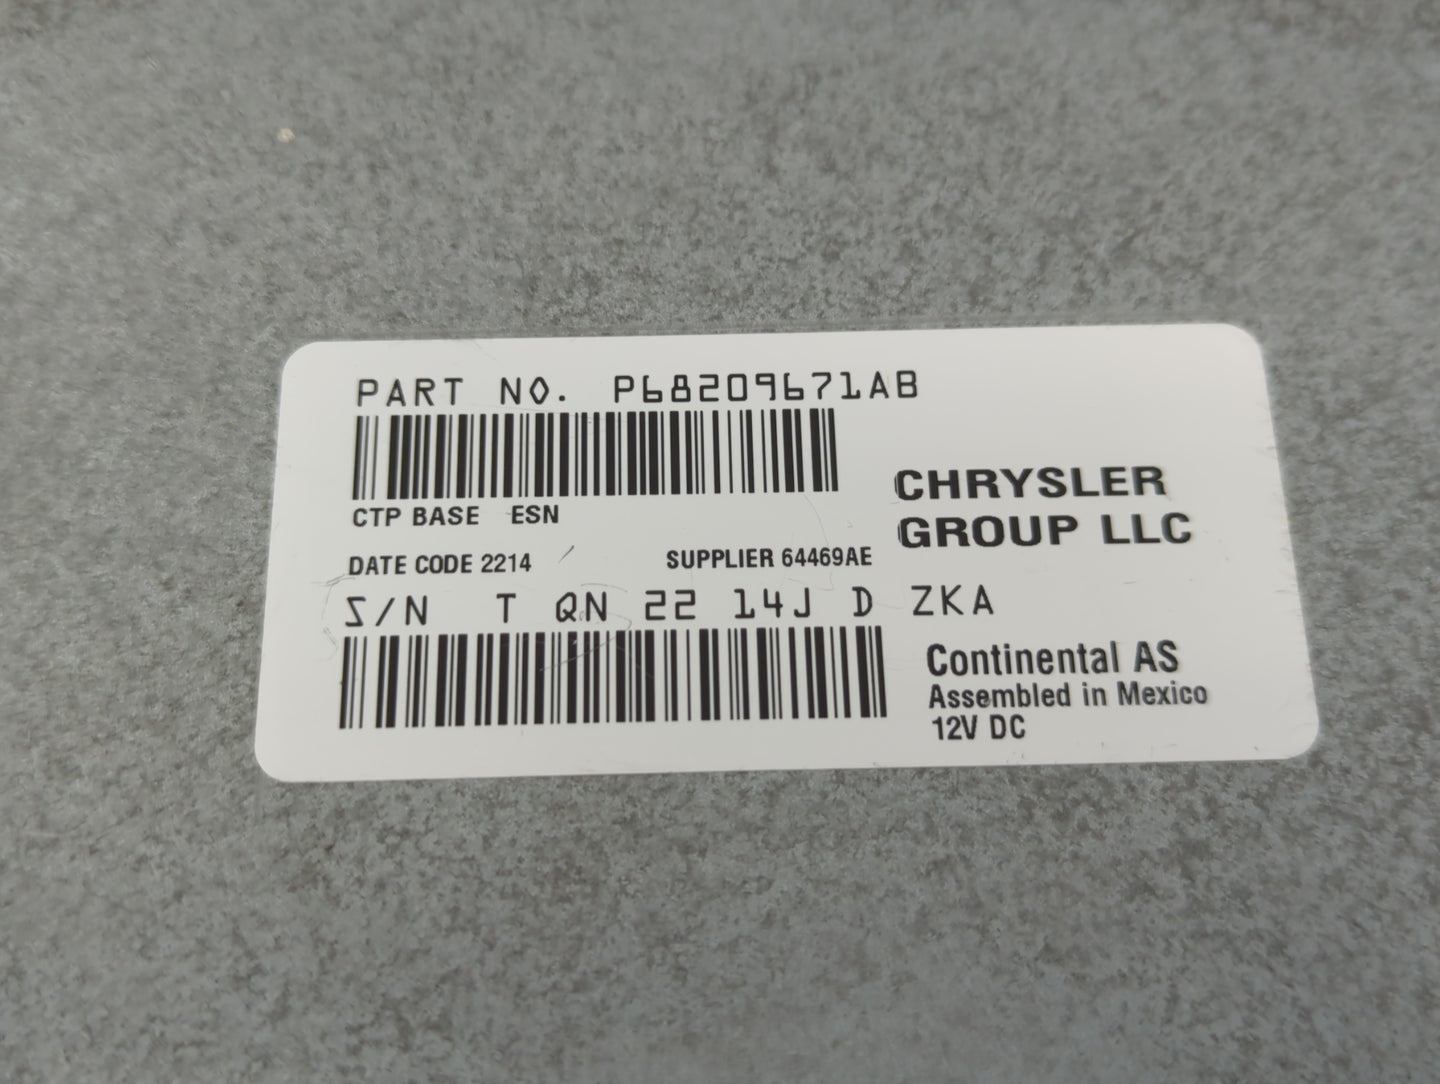 PART NO. P68209671AB
CTP BASE ESN
CHRYSLER
GROUP LLC
DATE CODE 2214 SUPPLIER 64469AE
S/N T QN 22 14J D ZKA
Continental AS
Assembled in Mexico
12V DC